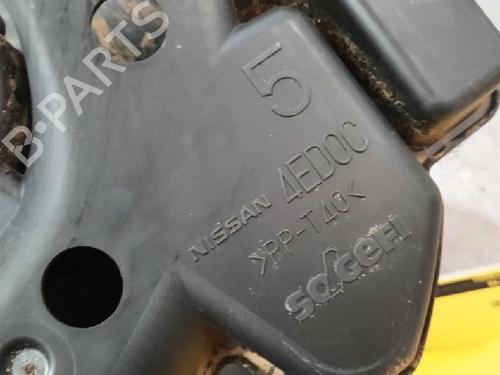 B-PARTS
5
NISSAN 4ED0C
>PP-T40<
SOGEFI